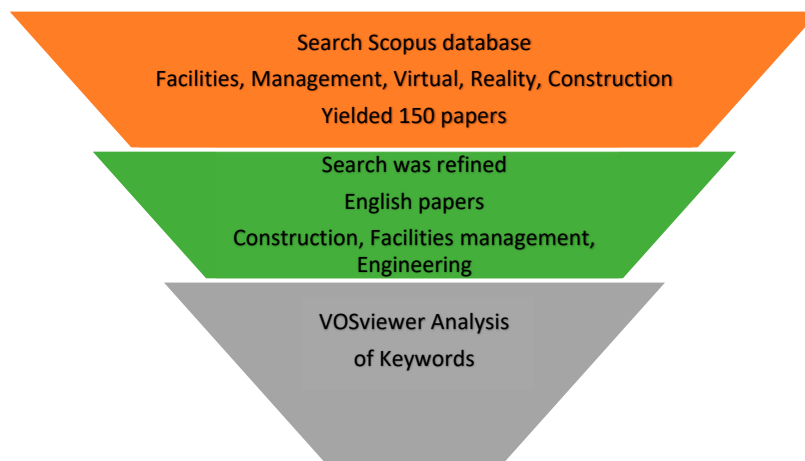 Search Scopus database
Facilities, Management, Virtual, Reality, Construction
Yielded 150 papers
Search was refined
English papers
Construction, Facilities management,
Engineering
VOSviewer Analysis
of Keywords